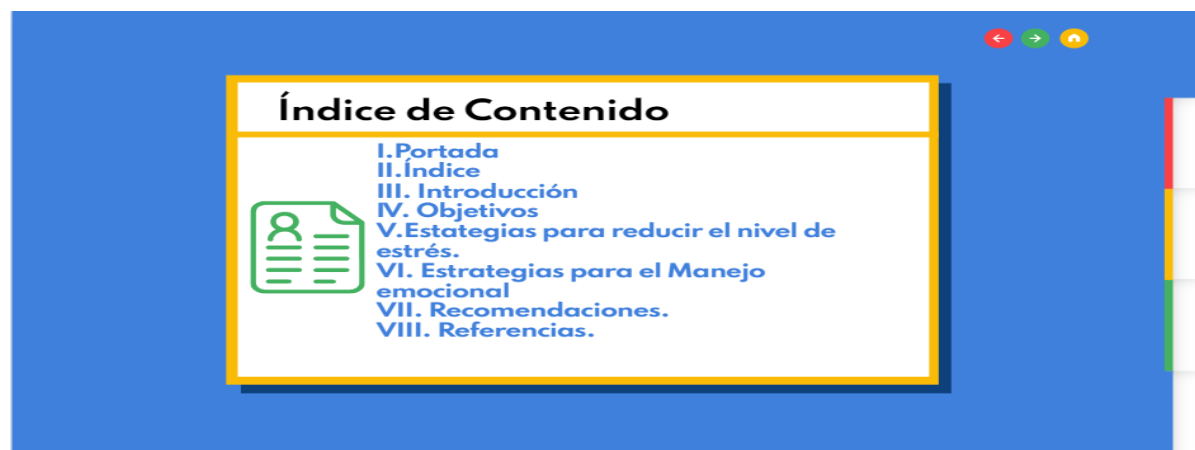 Índice de Contenido
I.Portada
II.Índice
III. Introducción
IV. Objetivos
V.Estategias para reducir el nivel de
estrés.
VI. Estrategias para el Manejo
emocional
VII. Recomendaciones.
VIII. Referencias.